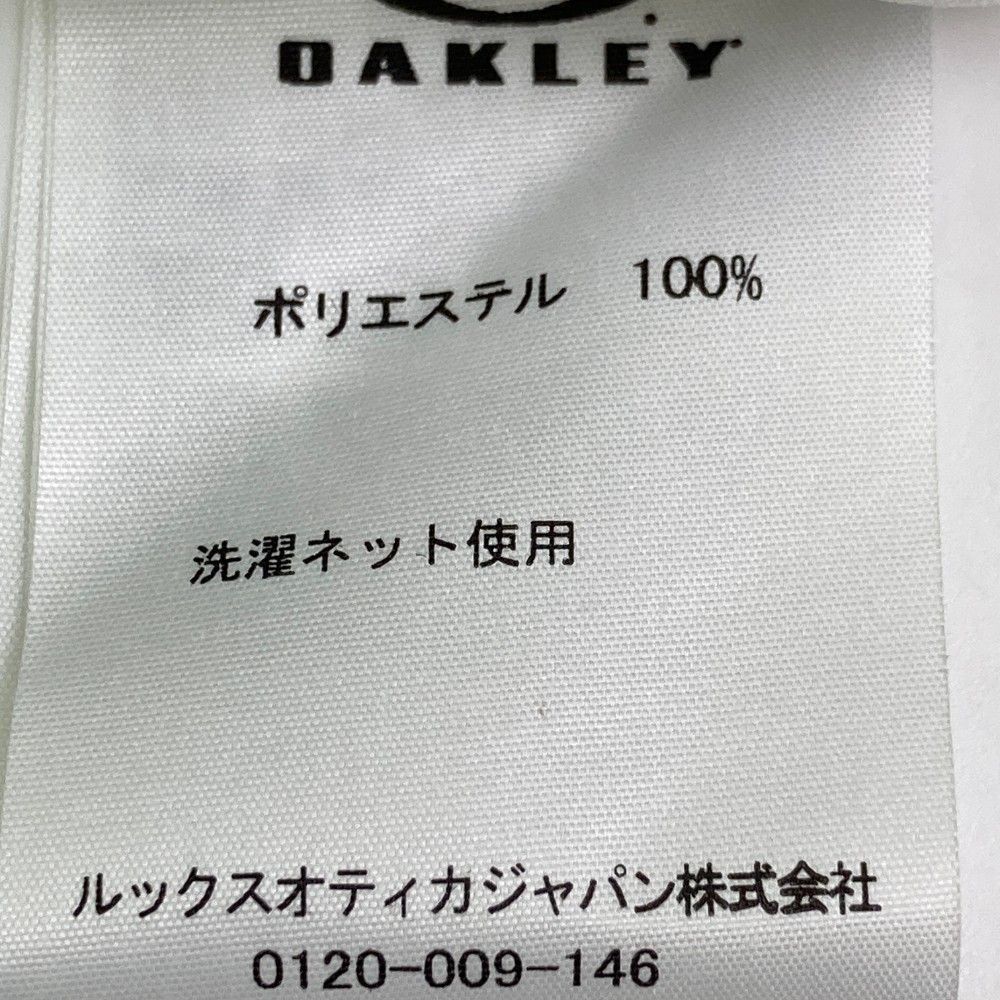 OAKLEY
ポリエステル 100%
洗濯ネット使用
ルックスオティカジャパン株式会社
0120-009-146